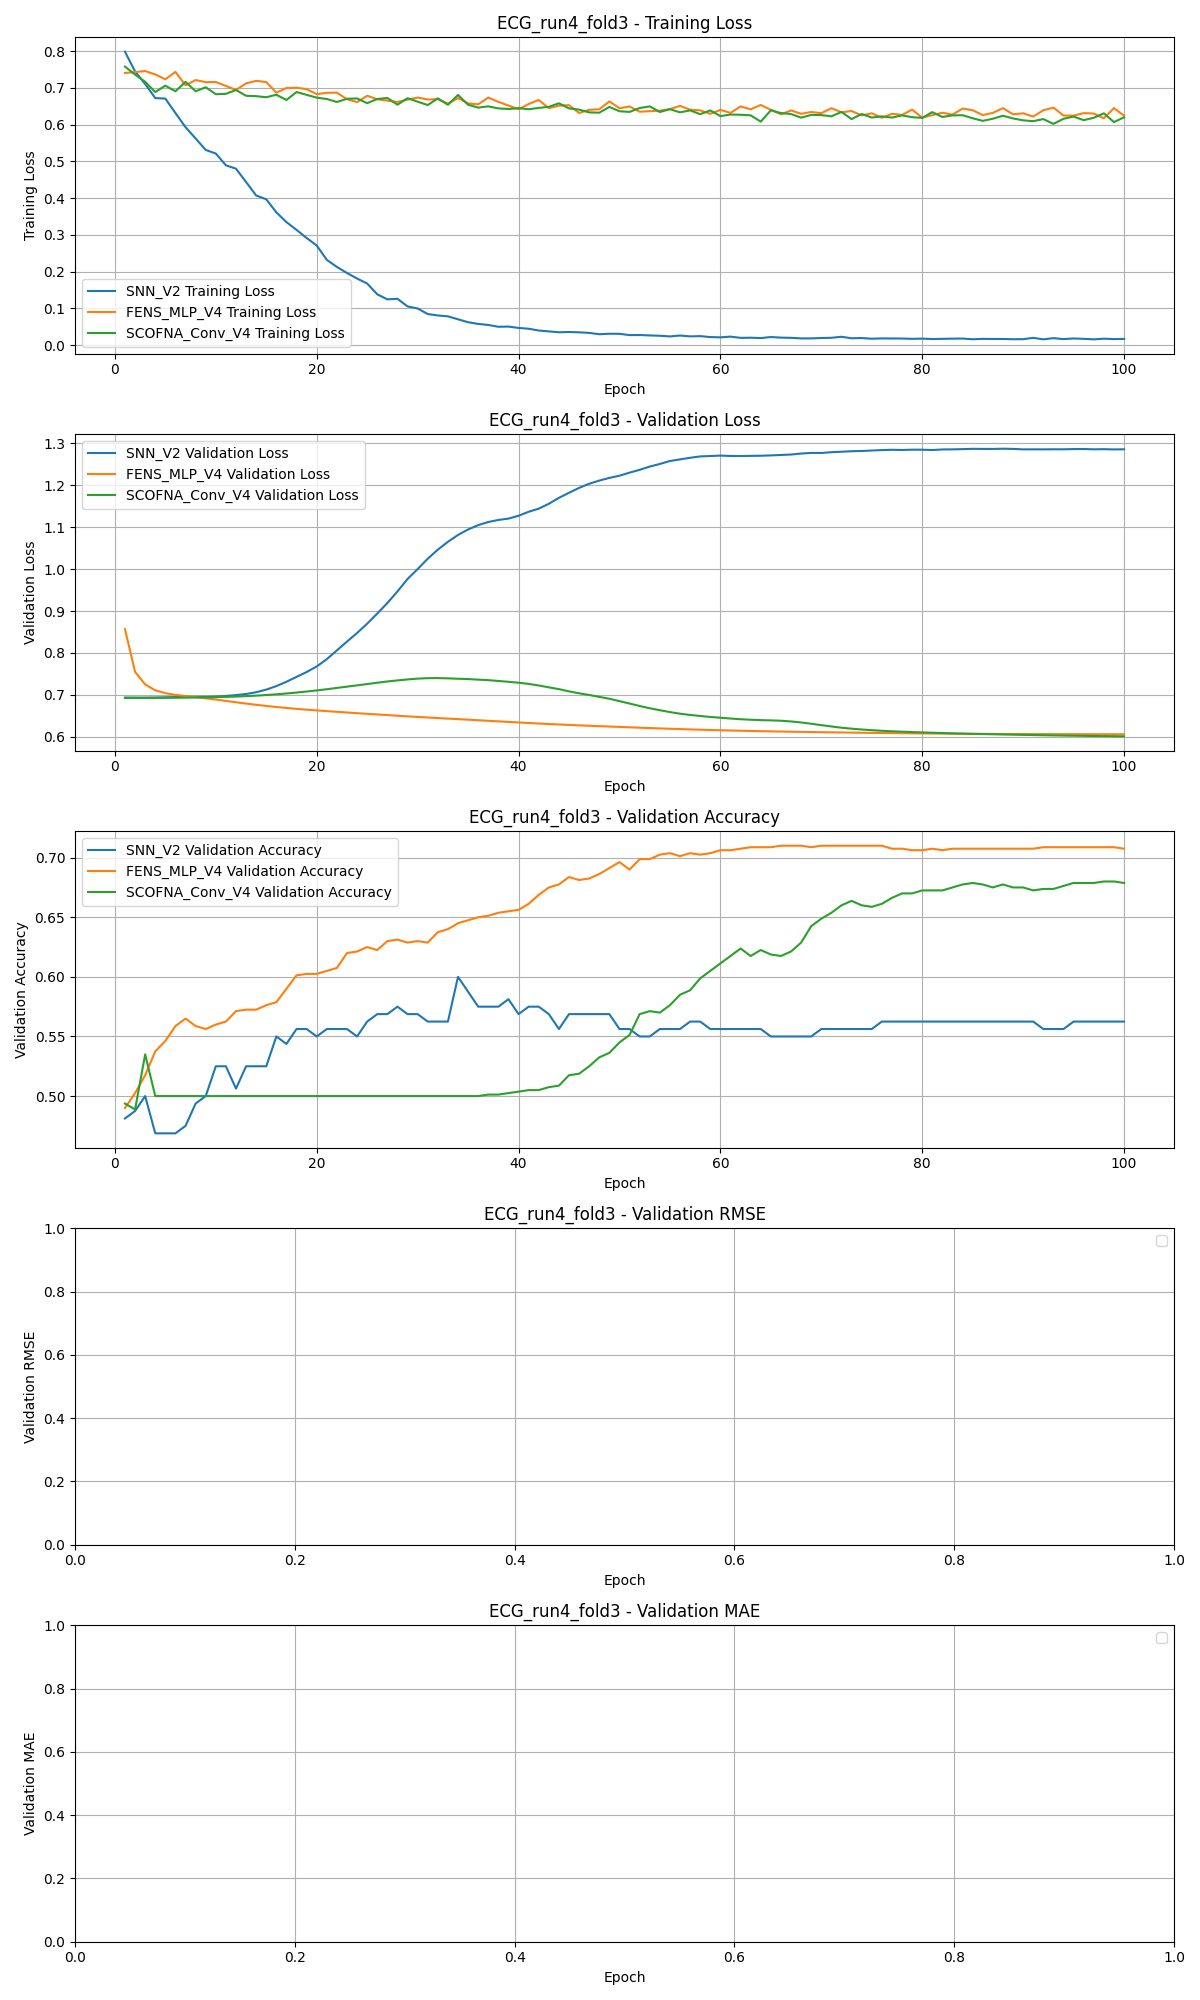 ECG_run4_fold3 - Training Loss
0.8
0.7
0.6
0.5
0.4
0.3
0.2
0.1
0.0
Training Loss
SNN_V2 Training Loss
FENS_MLP_V4 Training Loss
SCOFNA_Conv_V4 Training Loss
0 20 40 60 80 100
Epoch
ECG_run4_fold3 - Validation Loss
1.3
1.2
1.1
1.0
0.9
0.8
0.7
0.6
Validation Loss
SNN_V2 Validation Loss
FENS_MLP_V4 Validation Loss
SCOFNA_Conv_V4 Validation Loss
0 20 40 60 80 100
Epoch
ECG_run4_fold3 - Validation Accuracy
0.70
0.65
0.60
0.55
0.50
Validation Accuracy
SNN_V2 Validation Accuracy
FENS_MLP_V4 Validation Accuracy
SCOFNA_Conv_V4 Validation Accuracy
0 20 40 60 80 100
Epoch
ECG_run4_fold3 - Validation RMSE
1.0
0.8
0.6
0.4
0.2
0.0
Validation RMSE
0.0 0.2 0.4 0.6 0.8 1.0
Epoch
ECG_run4_fold3 - Validation MAE
1.0
0.8
0.6
0.4
0.2
0.0
Validation MAE
0.0 0.2 0.4 0.6 0.8 1.0
Epoch